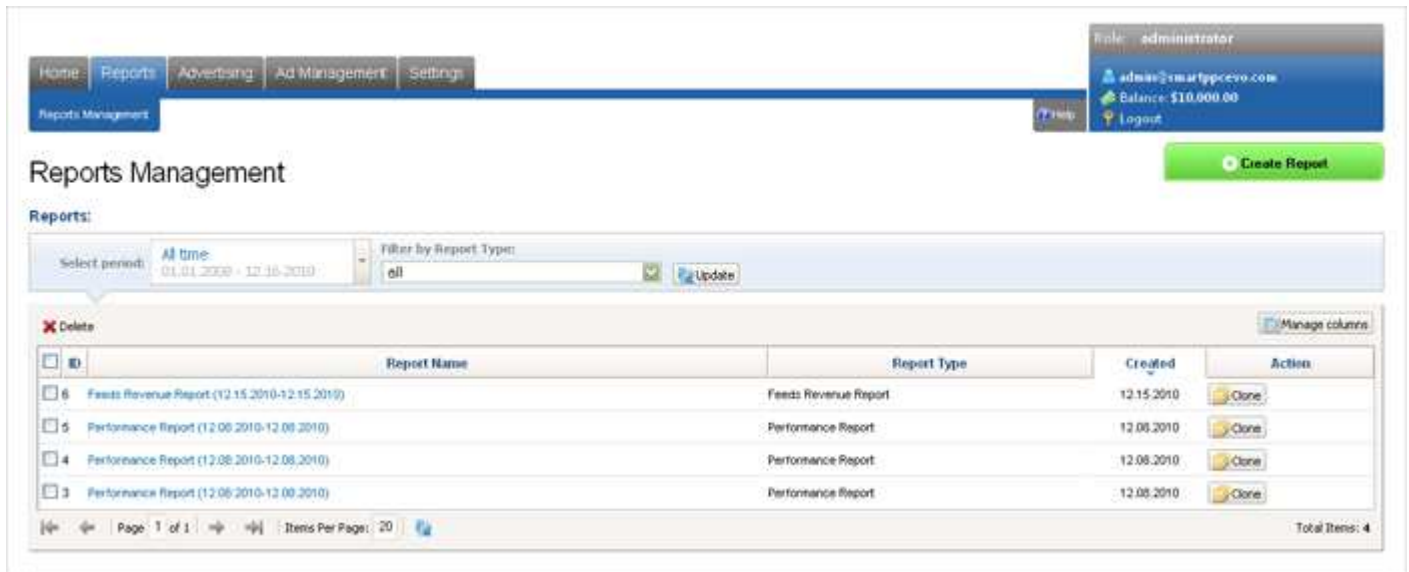 Role: administrator
Home Reports Advertising Ad Management Settings
admin@smartppcevo.com
Balance: $10,000.00
Reports Management Help Logout
Reports Management
Create Report
Reports:
Select period: All time: Filter by Report Type:
01.01.2000 - 12.16.2010 all Update
Delete Manage columns
ID Report Name Report Type Created Action
6 Feeds Revenue Report (12.15.2010-12.15.2010) Feeds Revenue Report 12.15.2010 Clone
5 Performance Report (12.08.2010-12.08.2010) Performance Report 12.08.2010 Clone
4 Performance Report (12.08.2010-12.08.2010) Performance Report 12.08.2010 Clone
3 Performance Report (12.08.2010-12.08.2010) Performance Report 12.08.2010 Clone
Page 1 of 1 Items Per Page: 20 Total Items: 4